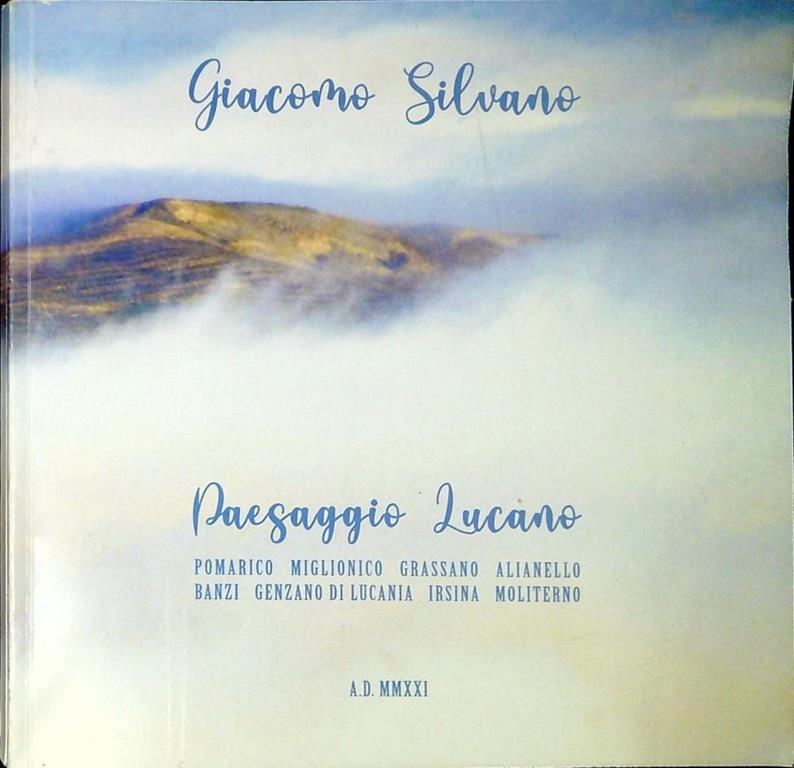 Giacomo Silvano
Paesaggio Lucano
POMARICO MIGLIONICO GRASSANO ALIANELLO
BANZI GENZANO DI LUCANIA IRSINA MOLITERNO
A.D. MMXXI